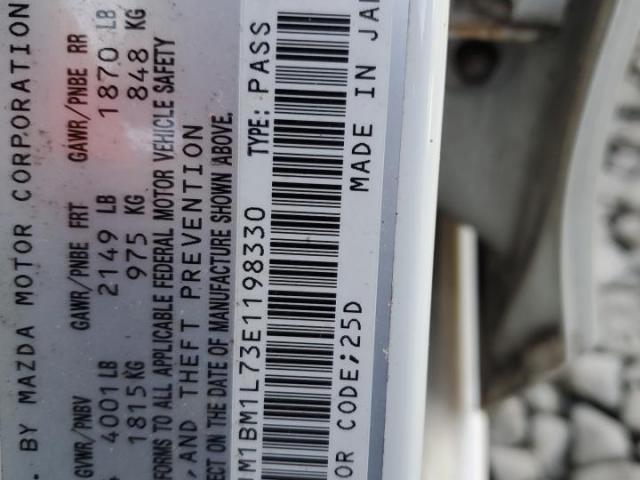 . BY MAZDA MOTOR CORPORATION
GVWR/PNBV GAWR/PNBE FRT GAWR/PNBE RR
4001 LB 2149 LB 1870 LB
1815 KG 975 KG 848 KG
FORMS TO ALL APPLICABLE FEDERAL MOTOR VEHICLE SAFETY
, AND THEFT PREVENTION
ECT ON THE DATE OF MANUFACTURE SHOWN ABOVE.
M1BM1L73E1198330 TYPE: PASS
OR CODE;25D MADE IN JAP